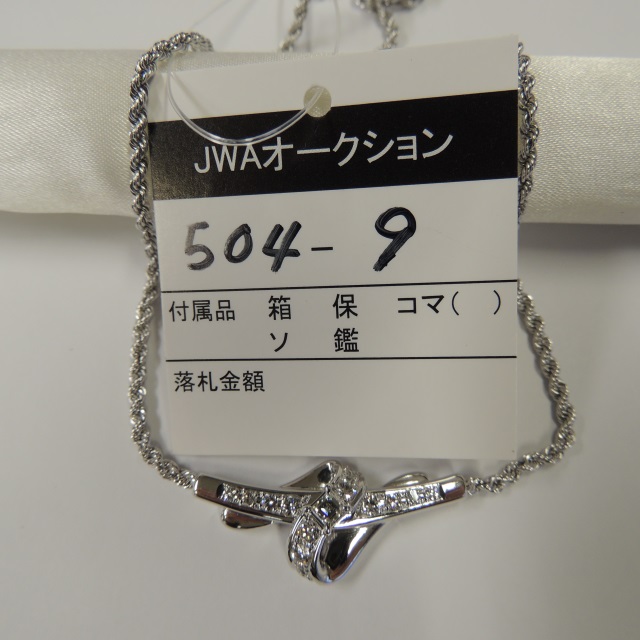 JWAオークション
504-9
付属品 箱 保 コマ( )
ソ 鑑
落札金額